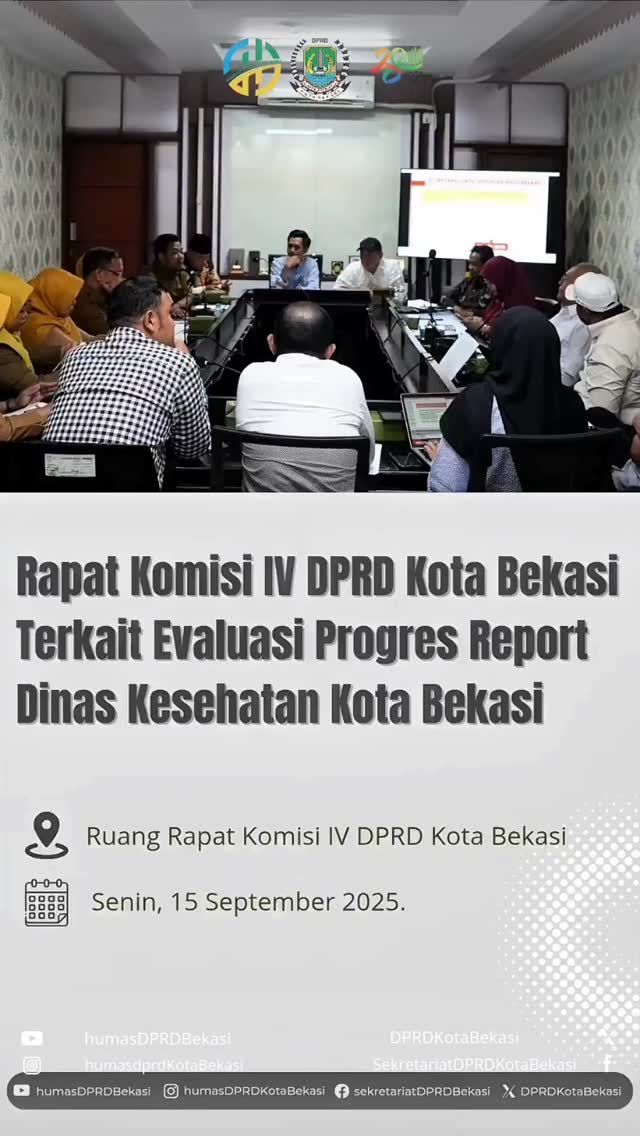 DPRD
Rapat Komisi IV DPRD Kota Bekasi
Terkait Evaluasi Progres Report
Dinas Kesehatan Kota Bekasi
Ruang Rapat Komisi IV DPRD Kota Bekasi
Senin, 15 September 2025.
humasDPRDBekasi DPRDKotaBekasi
humasdprdKotaBekasi SekretariatDPRDKotaBekasi
humasDPRDBekasi humasDPRDKotaBekasi sekretariatDPRDBekasi DPRDKotaBekasi